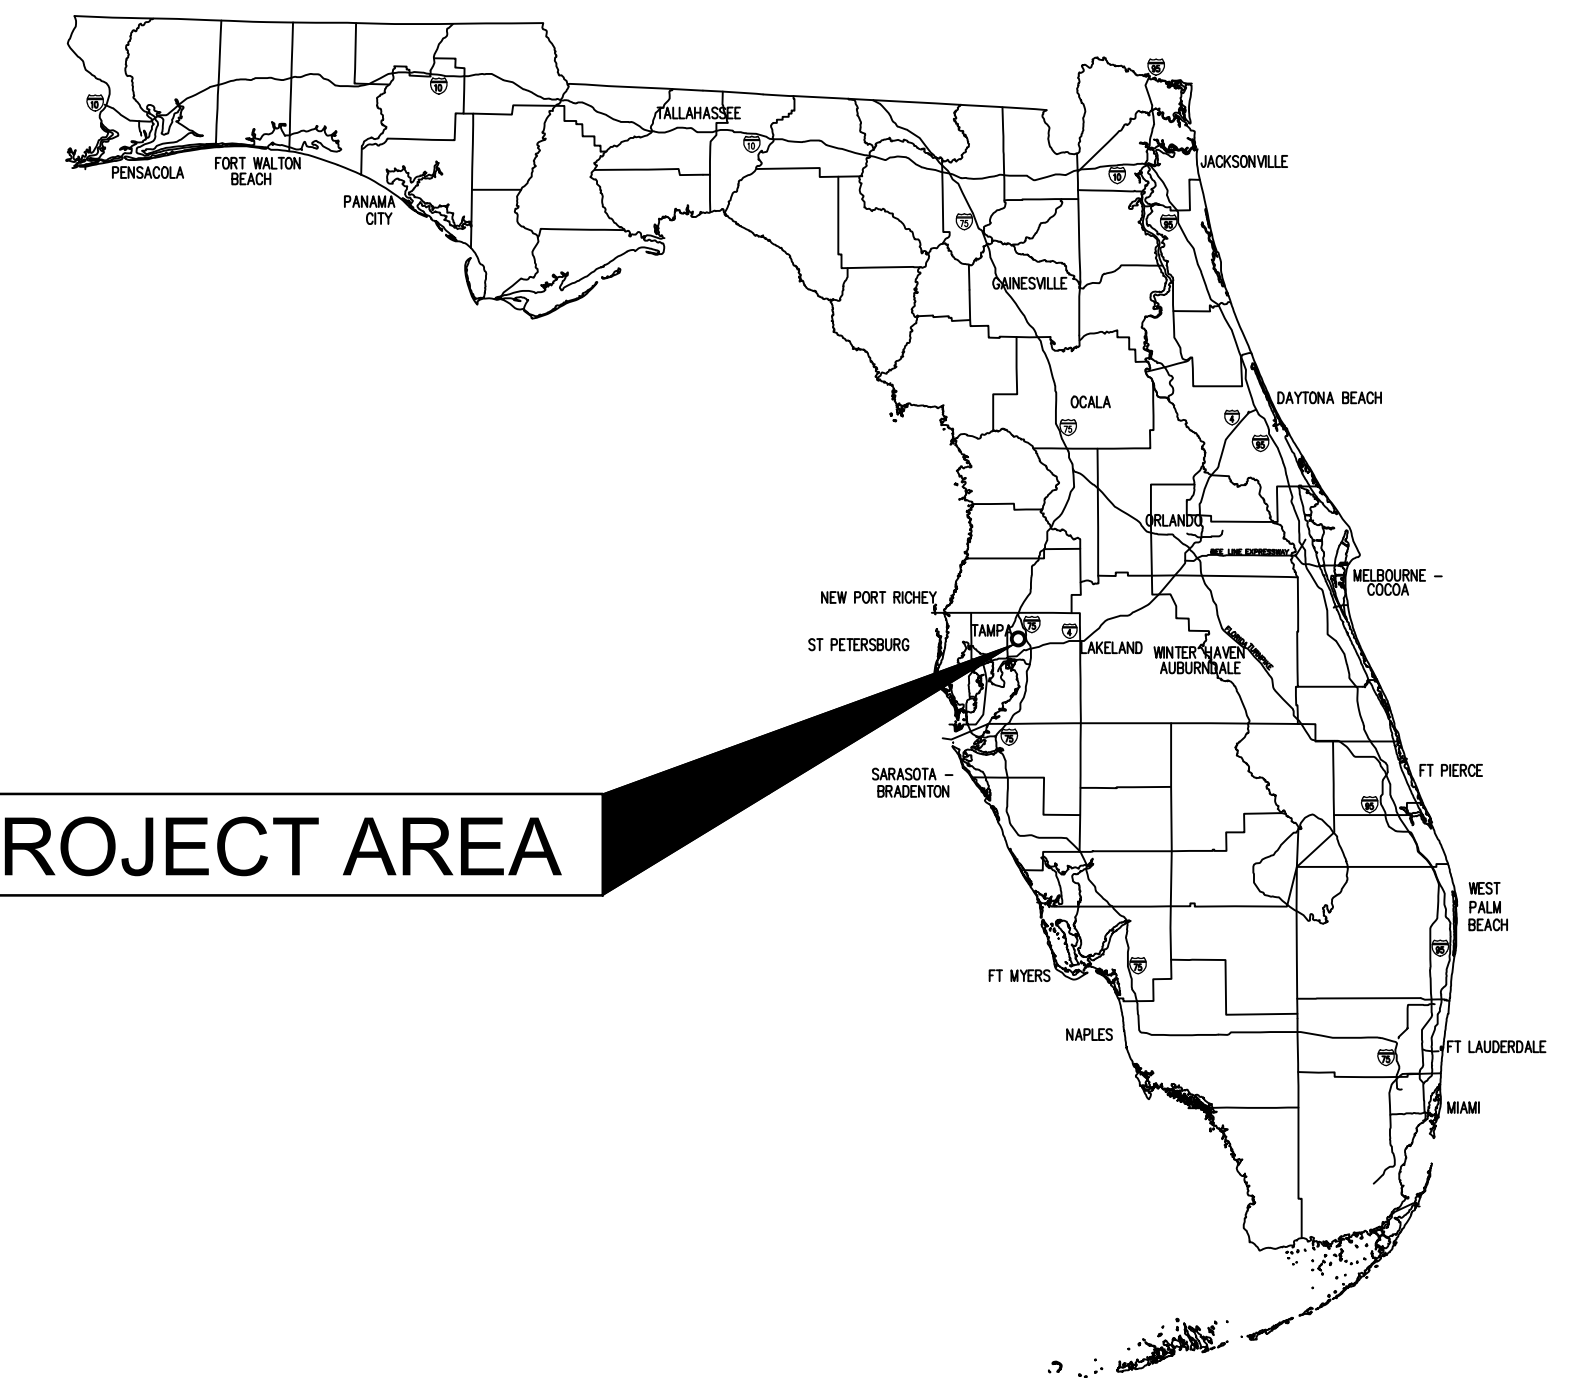 95
10
10
TALLAHASSEE
10
PENSACOLA
FORT WALTON
BEACH
JACKSONVILLE
10
PANAMA
CITY
75
95
GAINESVILLE
OCALA
DAYTONA BEACH
4
75
95
ORLANDO
BEE LINE EXPRESSWAY
MELBOURNE –
COCOA
NEW PORT RICHEY
TAMPA
75
4
ST PETERSBURG
LAKELAND
WINTER HAVEN
AUBURNDALE
FLORIDA TURNPIKE
75
SARASOTA –
BRADENTON
FT PIERCE
95
ROJECT AREA
WEST
PALM
BEACH
95
75
FT MYERS
NAPLES
75
FT LAUDERDALE
MIAMI